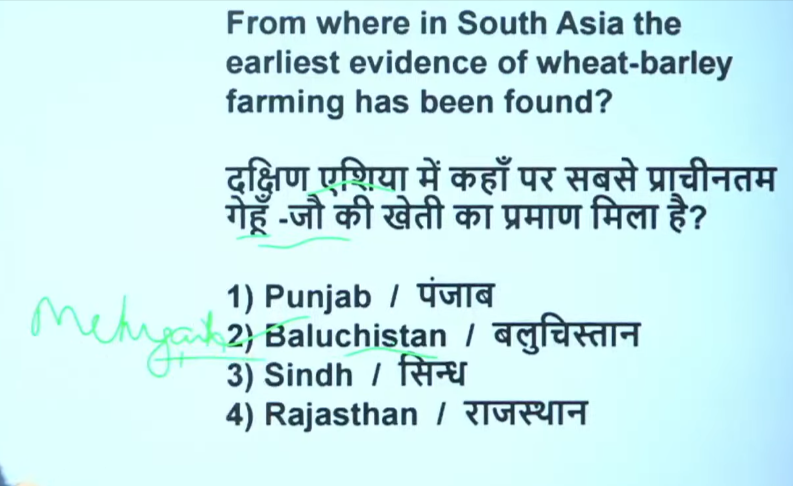 From where in South Asia the
earliest evidence of wheat-barley
farming has been found?
दक्षिण एशिया में कहाँ पर सबसे प्राचीनतम
गेहूँ -जौ की खेती का प्रमाण मिला है?
1) Punjab / पंजाब
Mehrgarh 2) Baluchistan / बलुचिस्तान
3) Sindh / सिन्ध
4) Rajasthan / राजस्थान